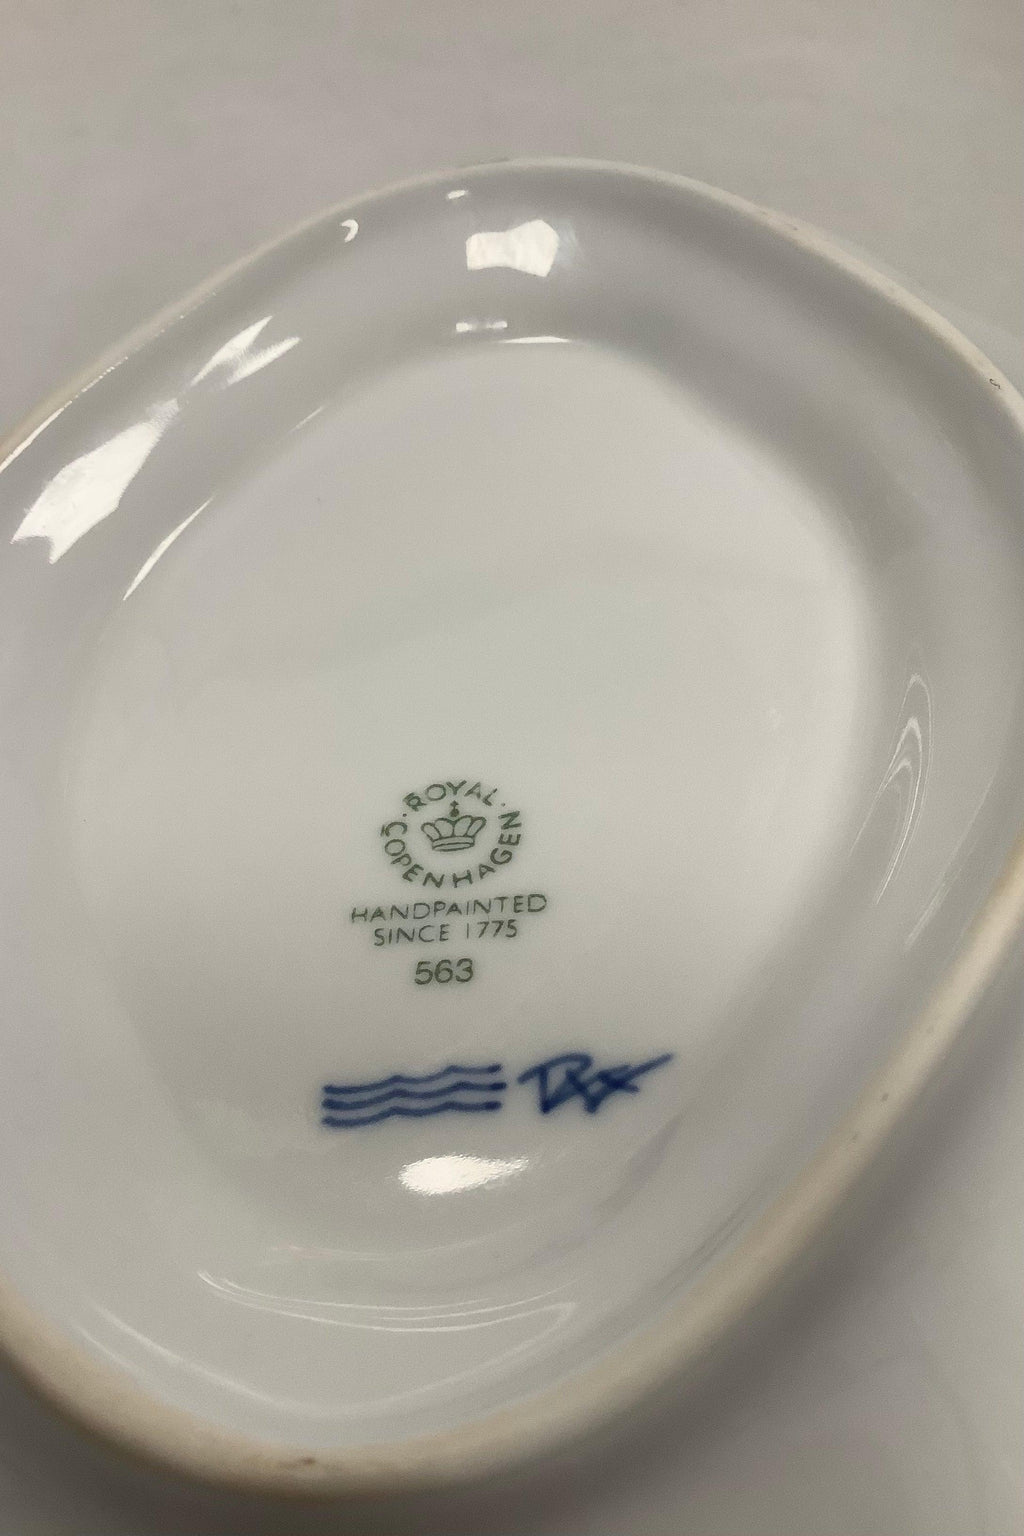 ROYAL
COPENHAGEN
HANDPAINTED
SINCE 1775
563